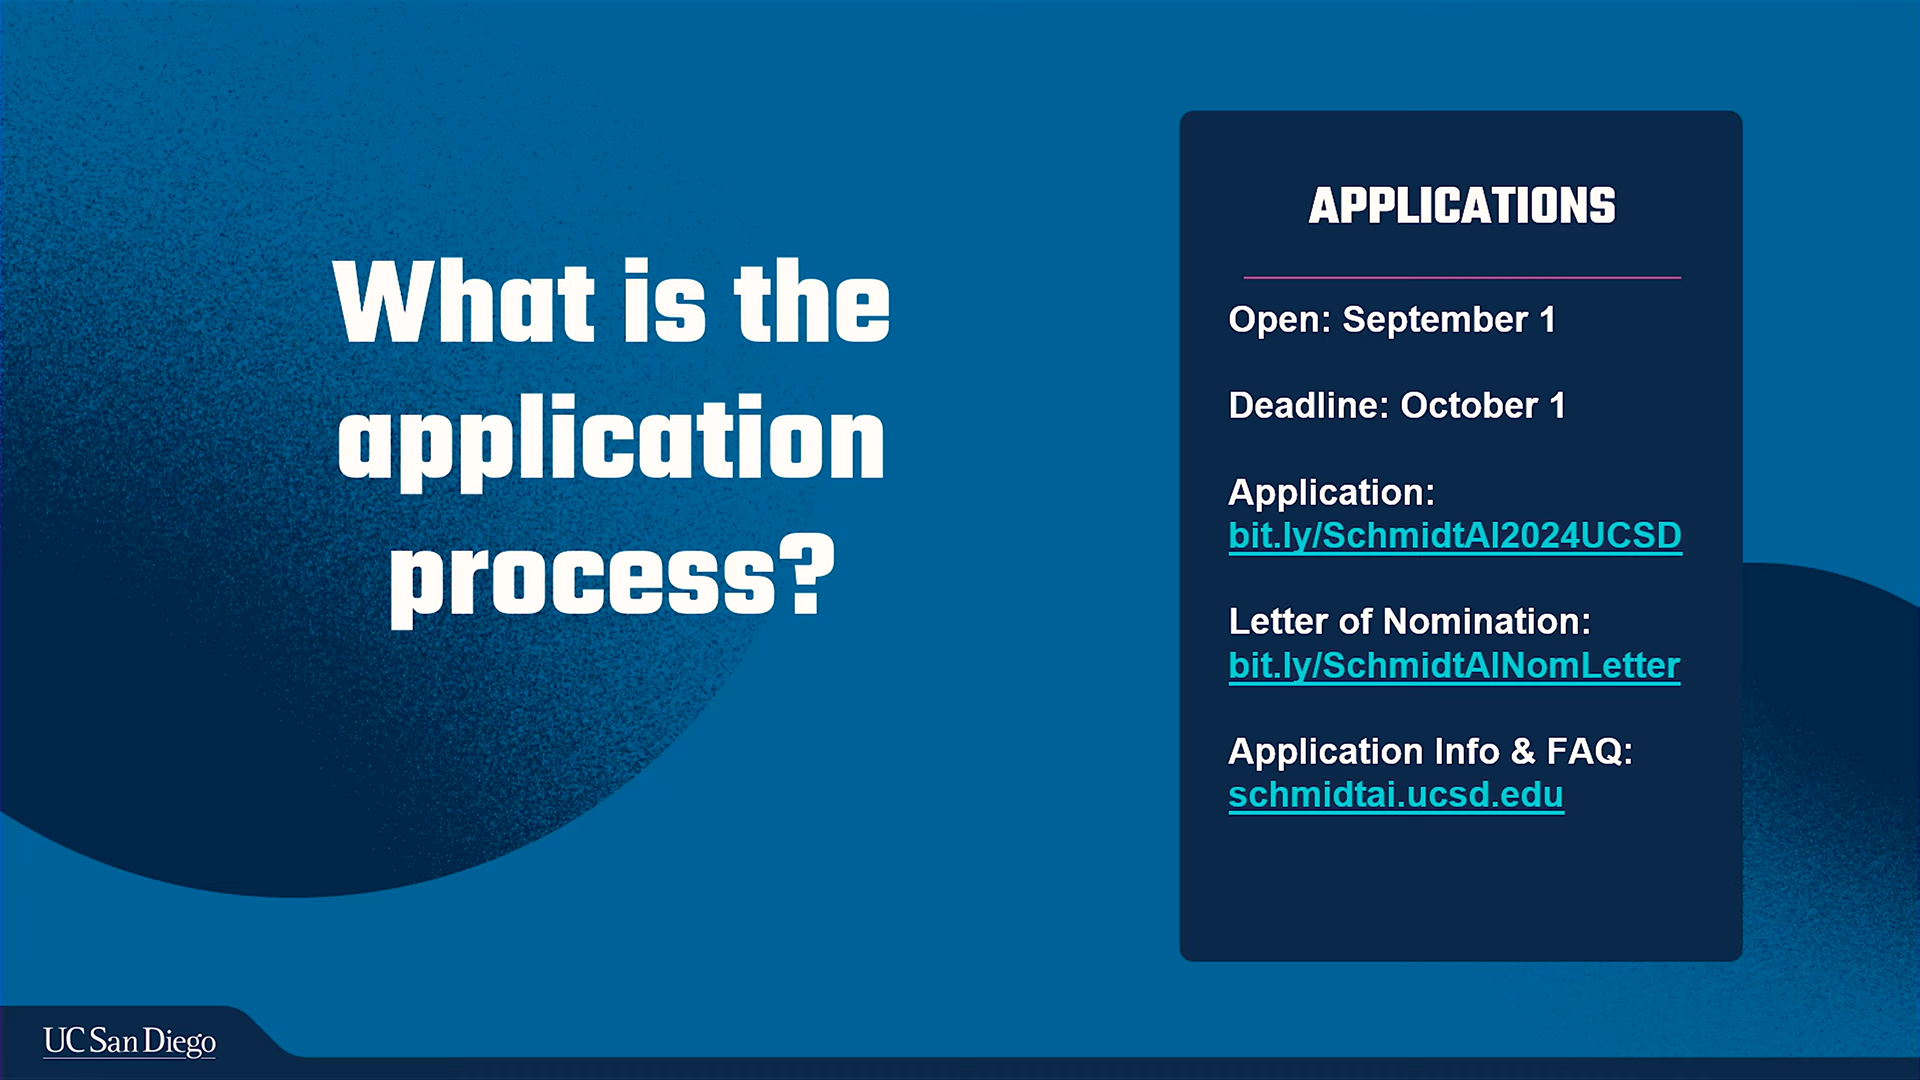 What is the
application
process?
APPLICATIONS
Open: September 1
Deadline: October 1
Application:
bit.ly/SchmidtAI2024UCSD
Letter of Nomination:
bit.ly/SchmidtAINomLetter
Application Info & FAQ:
schmidtai.ucsd.edu
UC San Diego